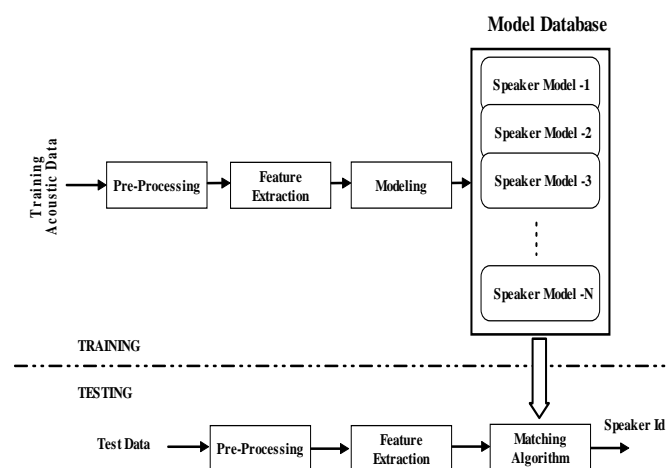 Model Database
Speaker Model -1
Speaker Model -2
Speaker Model -3
Speaker Model -N
Training
Acoustic Data
Pre-Processing
Feature
Extraction
Modeling
TRAINING
TESTING
Test Data
Pre-Processing
Feature
Extraction
Matching
Algorithm
Speaker Id